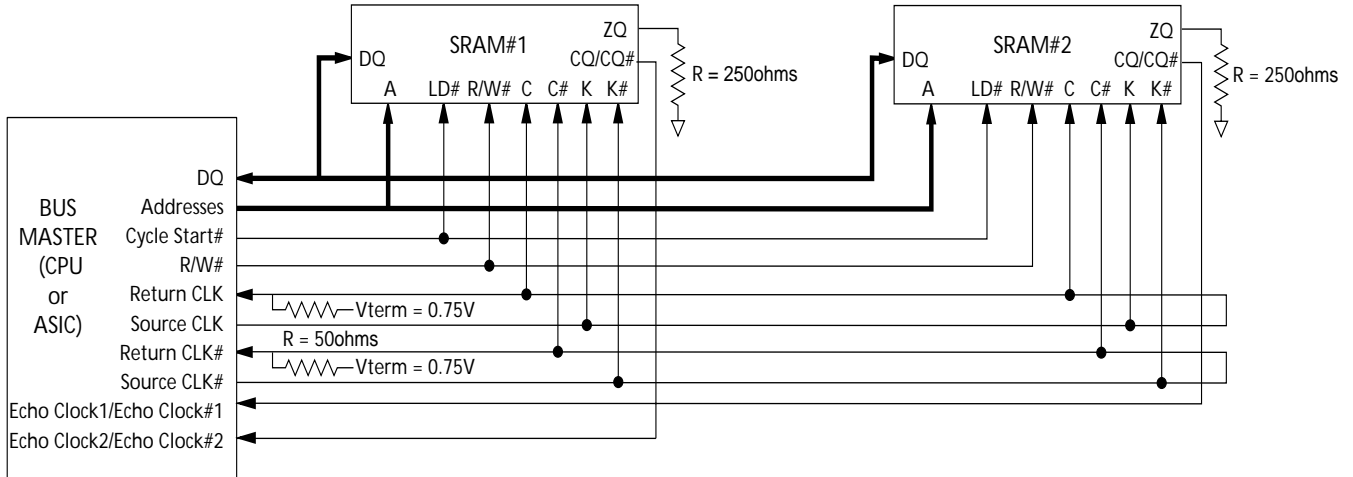 SRAM#1
ZQ
CQ/CQ#
DQ
A
LD# R/W# C C# K K#
R = 250ohms
SRAM#2
ZQ
CQ/CQ#
DQ
A
LD# R/W# C C# K K#
R = 250ohms
BUS
MASTER
(CPU
or
ASIC)
DQ
Addresses
Cycle Start#
R/W#
Return CLK
Vterm = 0.75V
Source CLK
R = 50ohms
Return CLK#
Vterm = 0.75V
Source CLK#
Echo Clock1/Echo Clock#1
Echo Clock2/Echo Clock#2